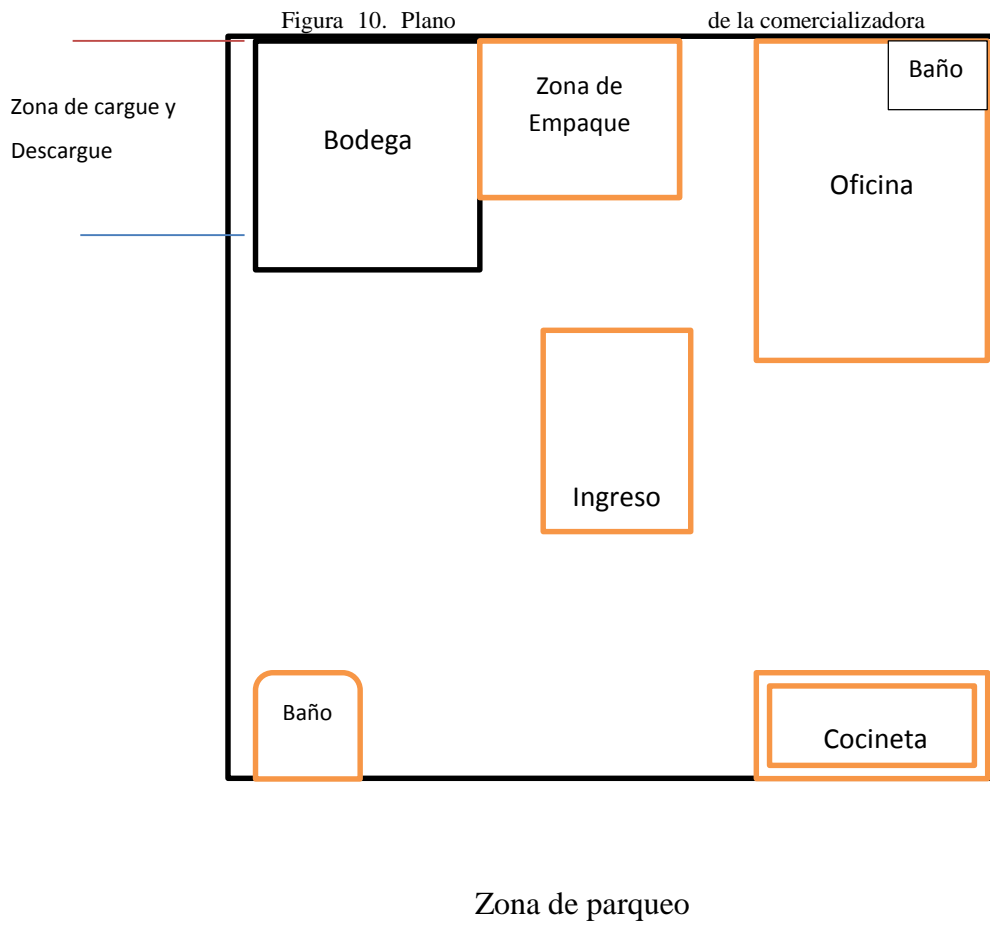 Figura 10. Plano de la comercializadora
Zona de cargue y
Descargue
Bodega
Zona de
Empaque
Baño
Oficina
Ingreso
Baño
Cocineta
Zona de parqueo